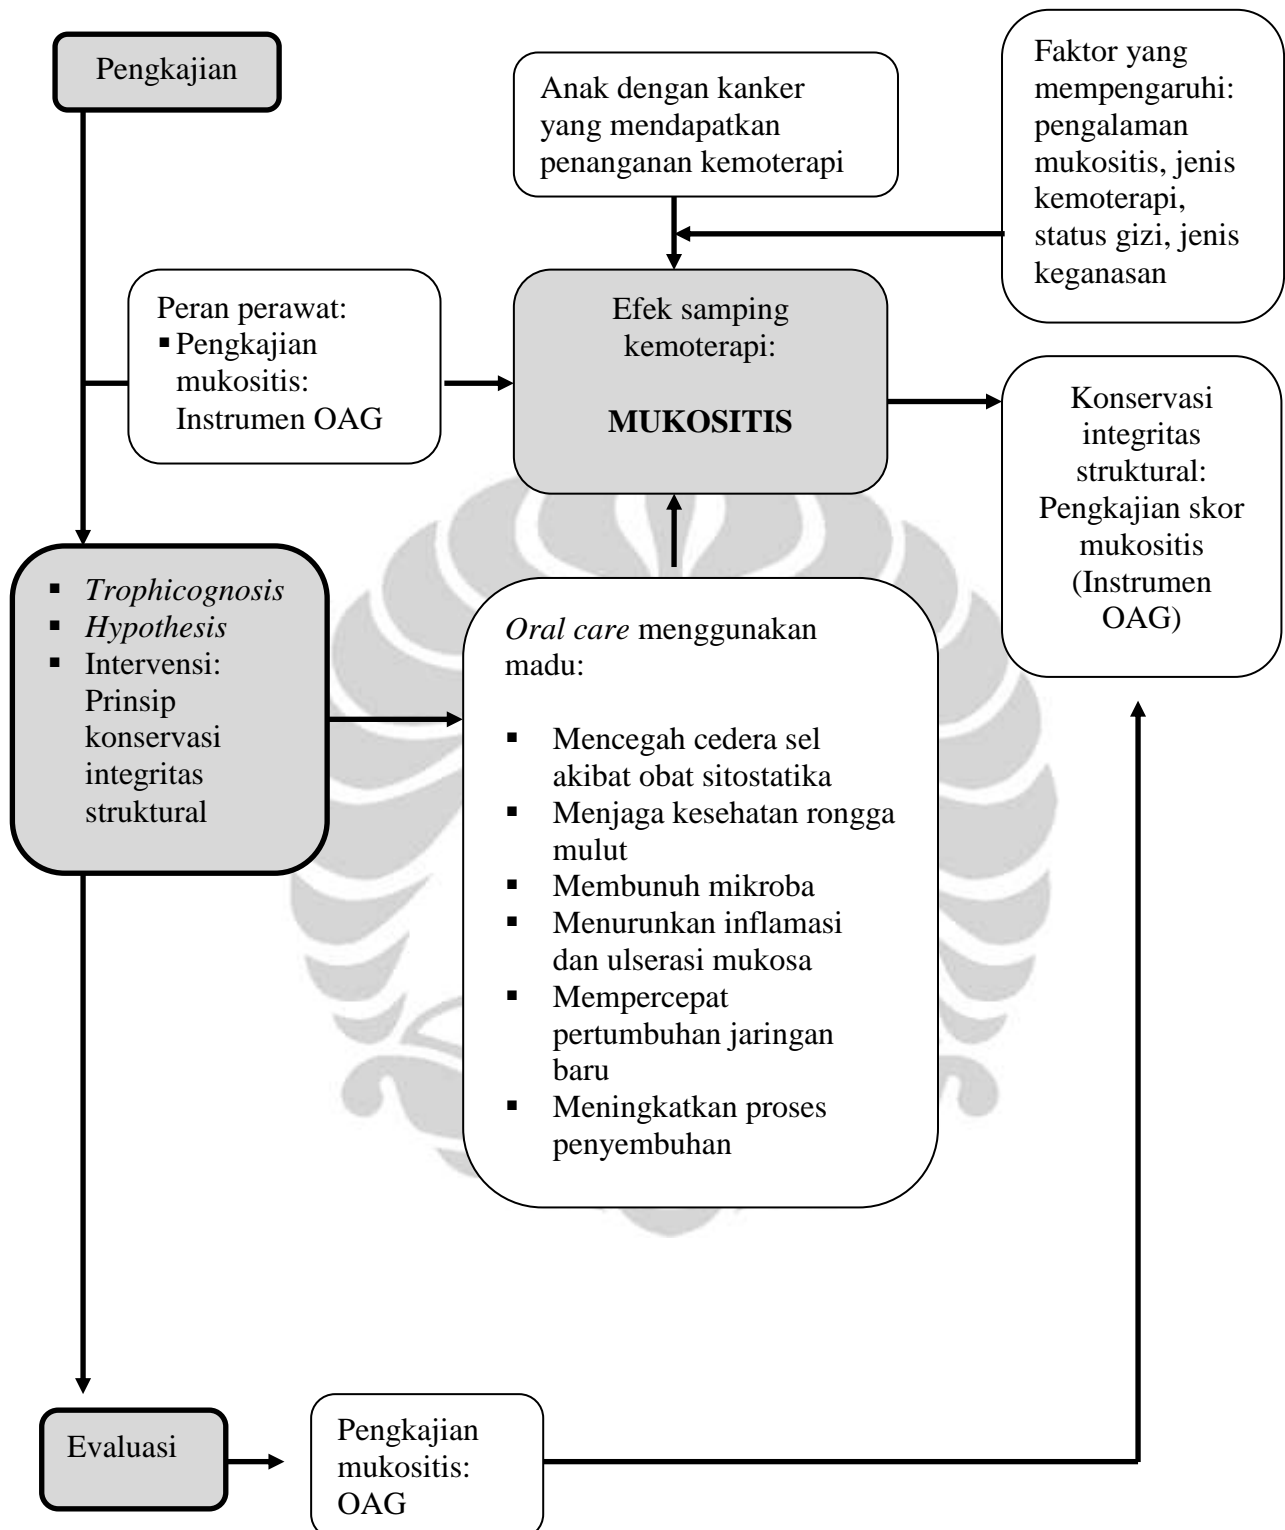 Pengkajian
Anak dengan kanker
yang mendapatkan
penanganan kemoterapi
Faktor yang
mempengaruhi:
pengalaman
mukositis, jenis
kemoterapi,
status gizi, jenis
keganasan
Peran perawat:
▪ Pengkajian
mukositis:
Instrumen OAG
Efek samping
kemoterapi:
MUKOSITIS
Konservasi
integritas
struktural:
Pengkajian skor
mukositis
(Instrumen
OAG)
▪ Trophicognosis
▪ Hypothesis
▪ Intervensi:
Prinsip
konservasi
integritas
struktural
Oral care menggunakan
madu:
▪ Mencegah cedera sel
akibat obat sitostatika
▪ Menjaga kesehatan rongga
mulut
▪ Membunuh mikroba
▪ Menurunkan inflamasi
dan ulserasi mukosa
▪ Mempercepat
pertumbuhan jaringan
baru
▪ Meningkatkan proses
penyembuhan
Evaluasi
Pengkajian
mukositis:
OAG